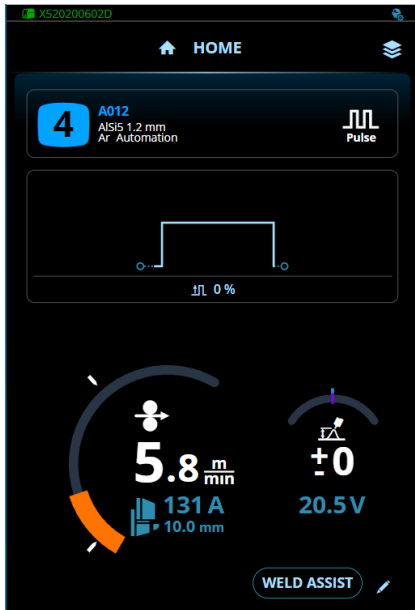 X520200602D
HOME
4
A012
AlSi5 1.2 mm
Ar Automation
Pulse
0 %
5.8 m/min
131 A
10.0 mm
±0
20.5 V
WELD ASSIST